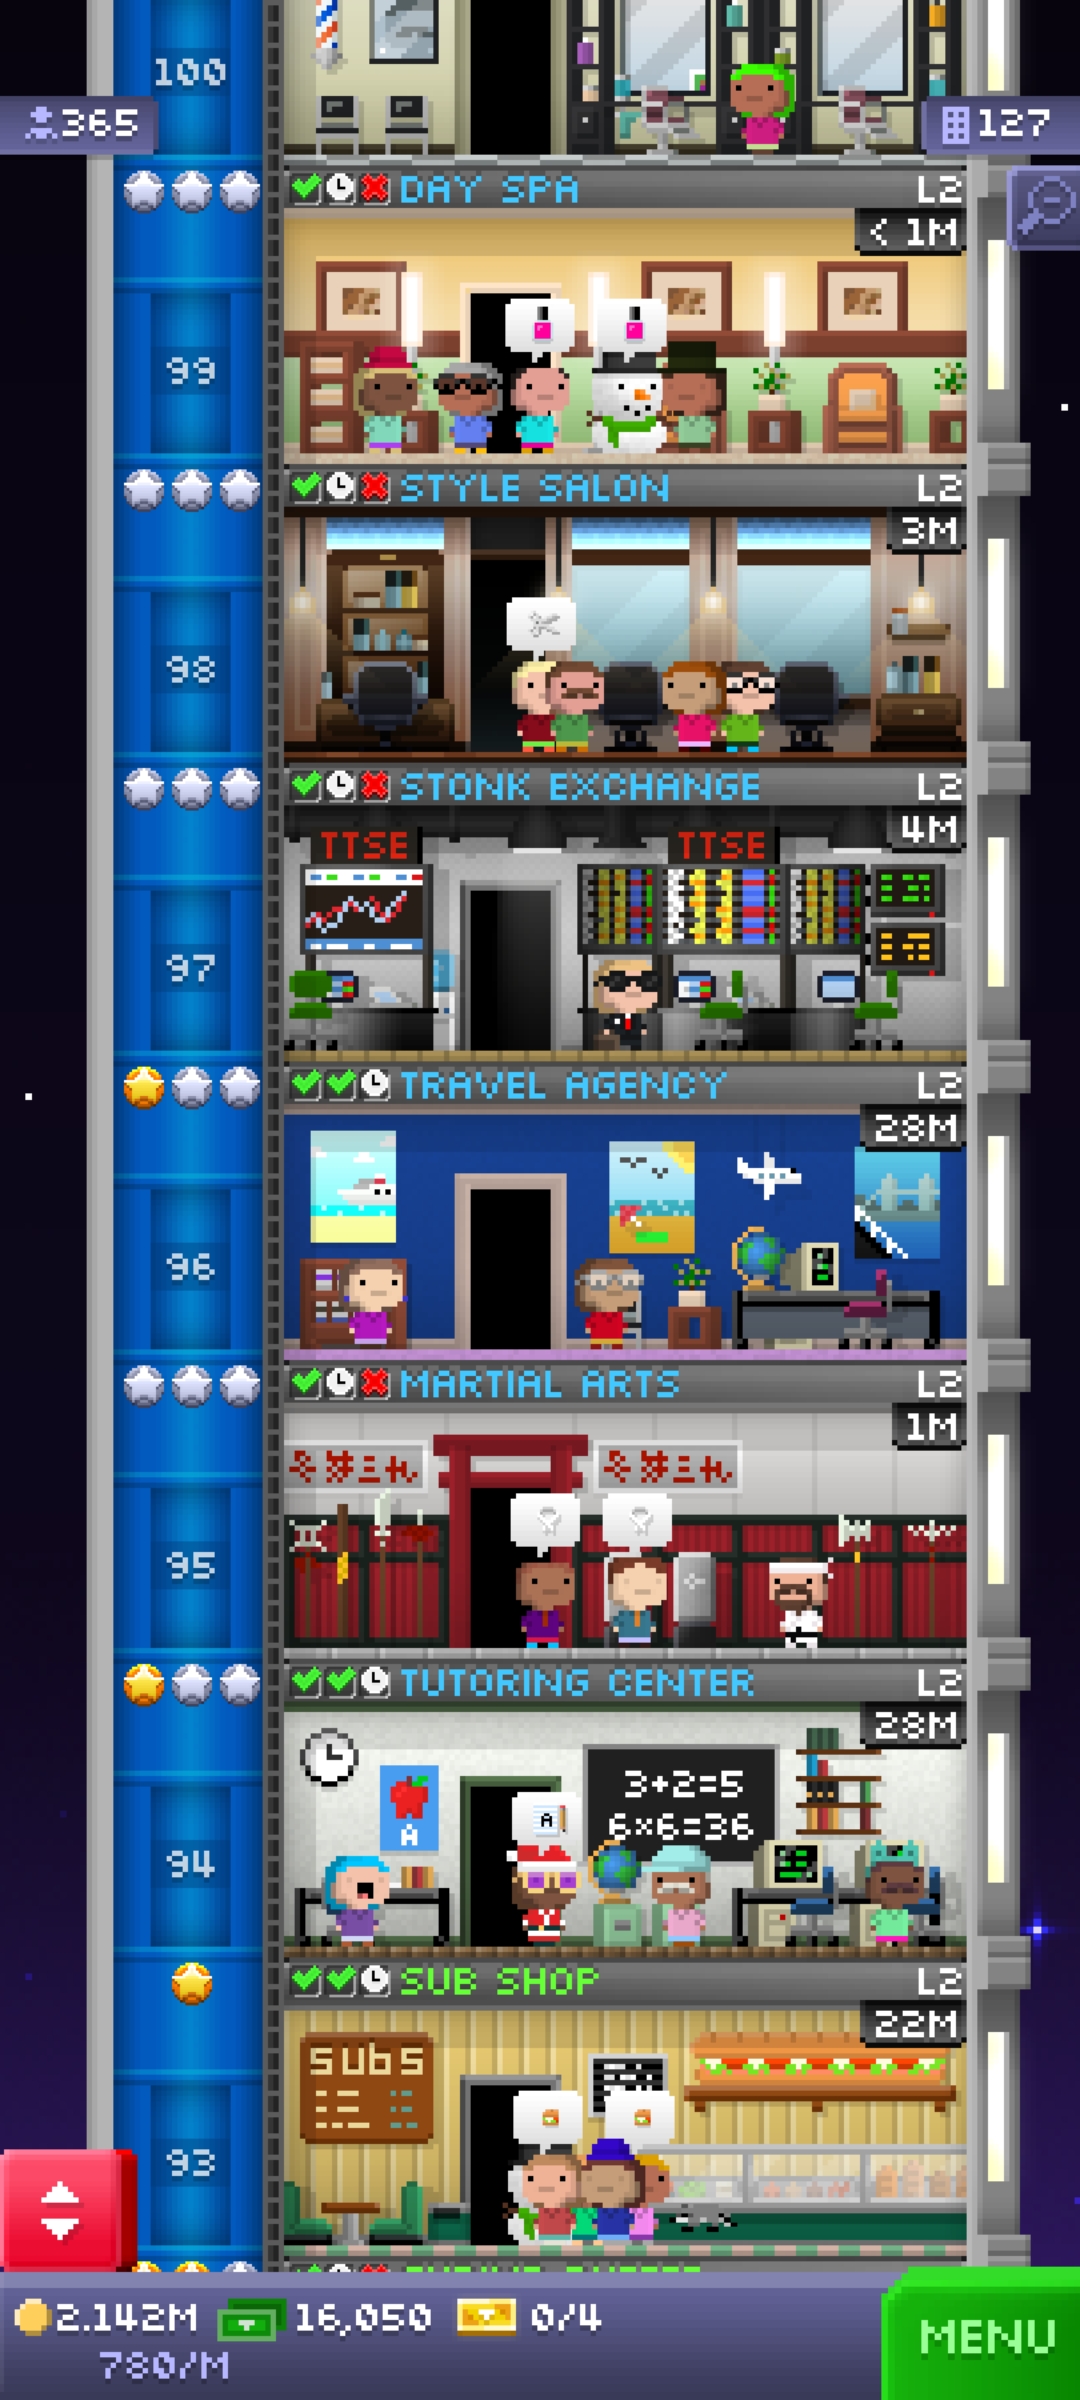 100
365
127
DAY SPA L2
< 1M
99
STYLE SALON L2
3M
98
STONK EXCHANGE L2
4M
TTSE TTSE
97
TRAVEL AGENCY L2
28M
96
MARTIAL ARTS L2
1M
95
TUTORING CENTER L2
28M
3+2=5
6x6=36
A
A
94
SUB SHOP L2
22M
SUBS
93
2.142M 16,050 0/4
780/M
MENU